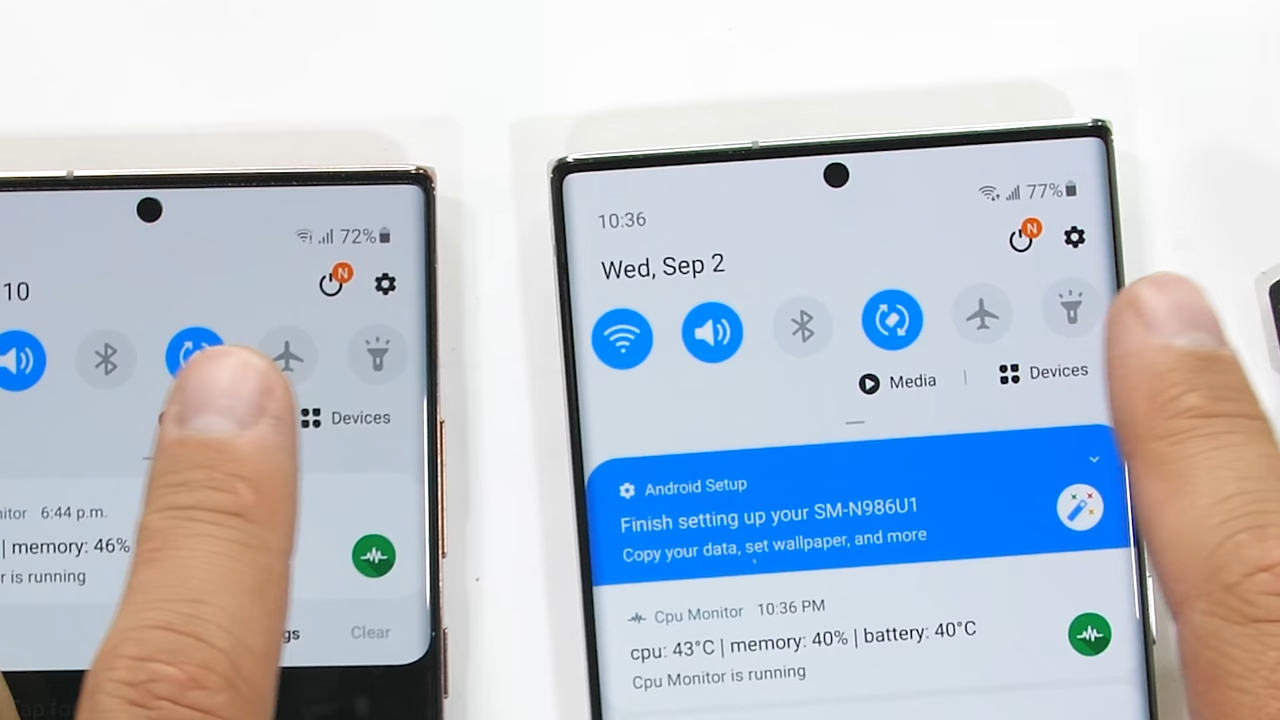 72%
N
10
Devices
6:44 p.m.
| memory: 46%
r is running
Clear
10:36
77%
N
Wed, Sep 2
Media | Devices
Android Setup
Finish setting up your SM-N986U1
Copy your data, set wallpaper, and more
Cpu Monitor 10:36 PM
cpu: 43°C | memory: 40% | battery: 40°C
Cpu Monitor is running